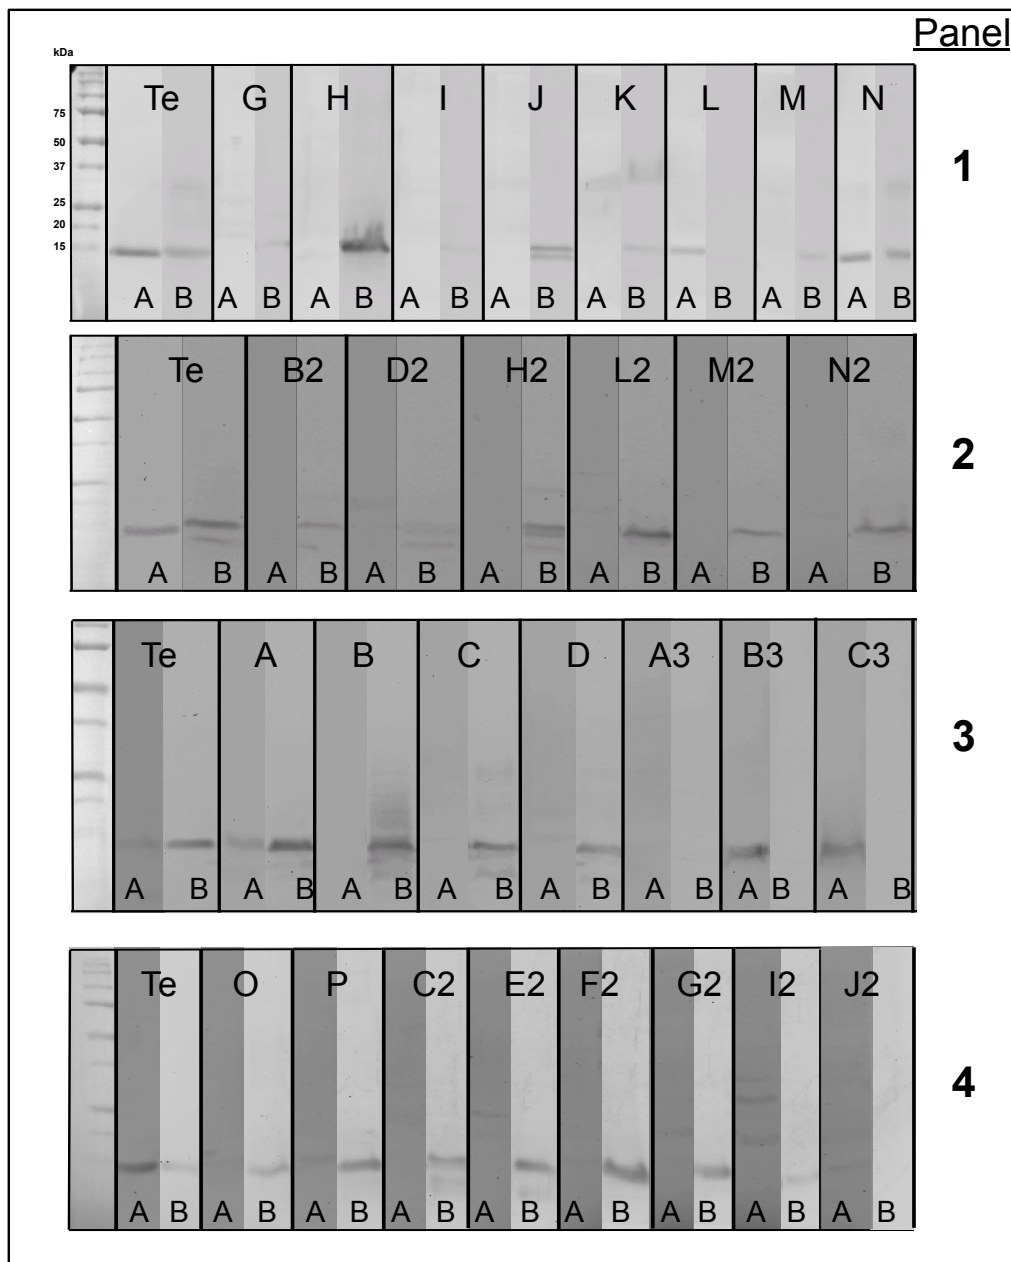 Panel
kDa
Te G H I J K L M N
75
50
37
25
20
15
1
A B A B A B A B A B A B A B A B A B
Te B2 D2 H2 L2 M2 N2
2
A B A B A B A B A B A B A B
Te A B C D A3 B3 C3
3
A B A B A B A B A B A B A B A B
Te O P C2 E2 F2 G2 I2 J2
4
A B A B A B A B A B A B A B A B A B